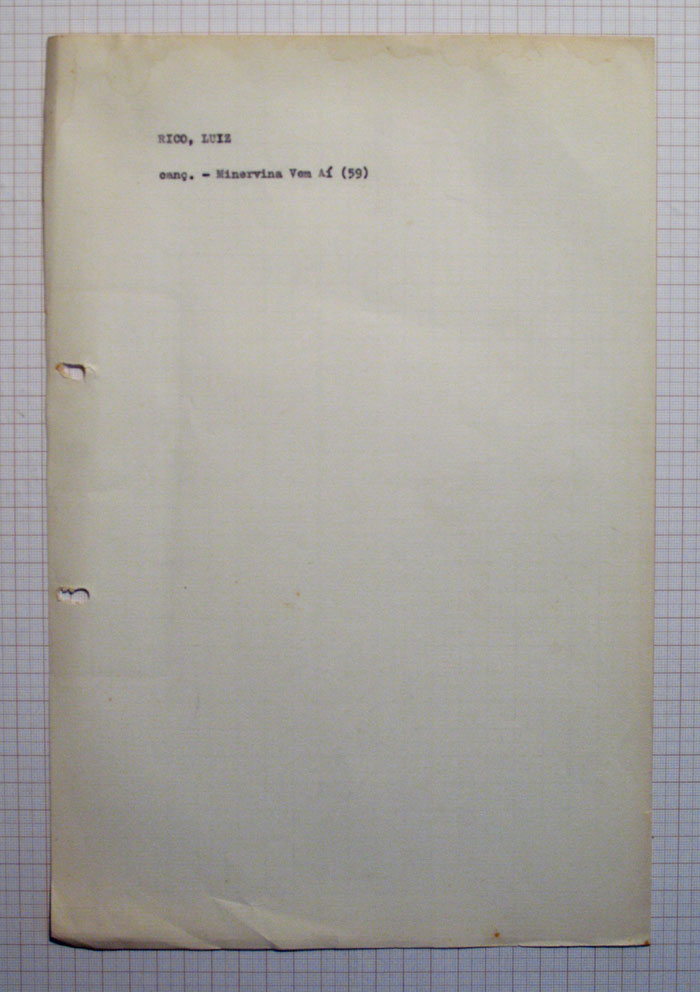 RICO, LUIZ
canç. - Minervina Vem Aí (59)